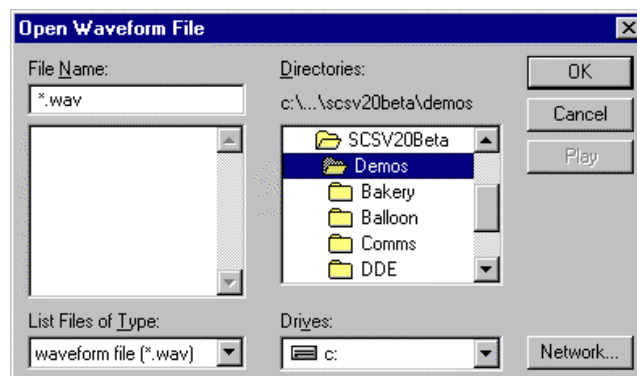 Open Waveform File
File Name:
*.wav
List Files of Type:
waveform file (*.wav)
Directories:
c:\...\scsv20beta\demos
SCSV20Beta
Demos
Bakery
Balloon
Comms
DDE
Drives:
c:
OK
Cancel
Play
Network...